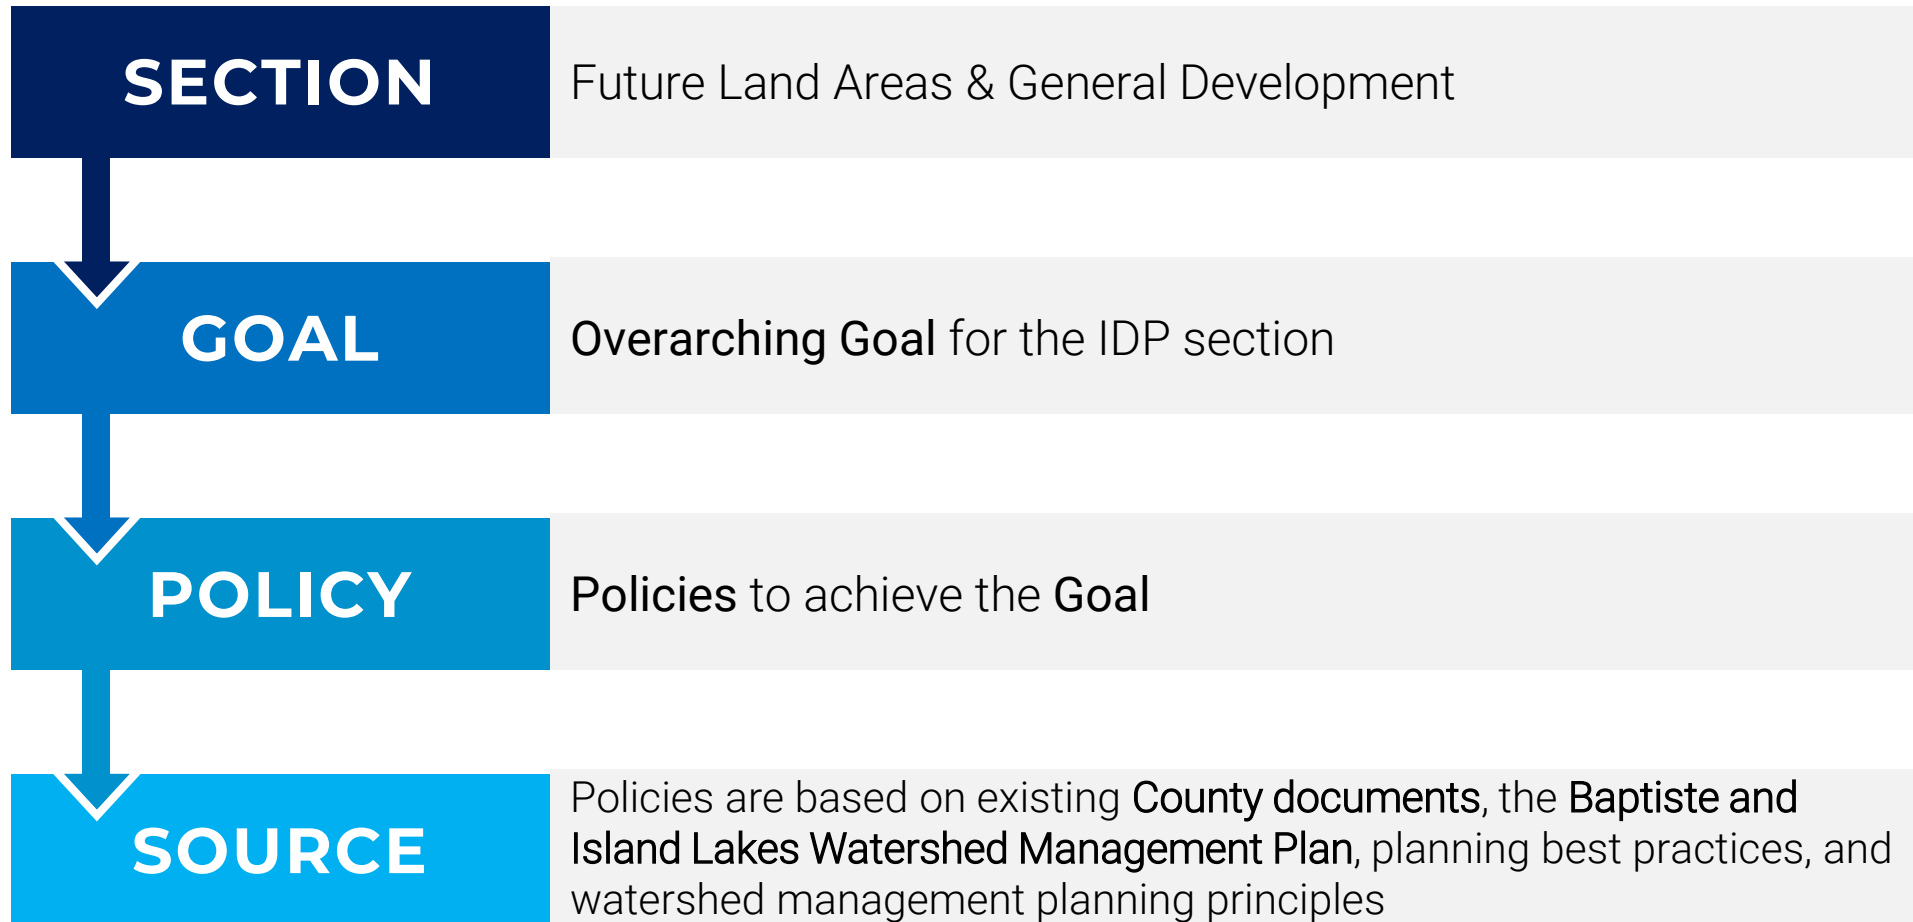 SECTION
Future Land Areas & General Development
GOAL
Overarching Goal for the IDP section
POLICY
Policies to achieve the Goal
SOURCE
Policies are based on existing County documents, the Baptiste and
Island Lakes Watershed Management Plan, planning best practices, and
watershed management planning principles